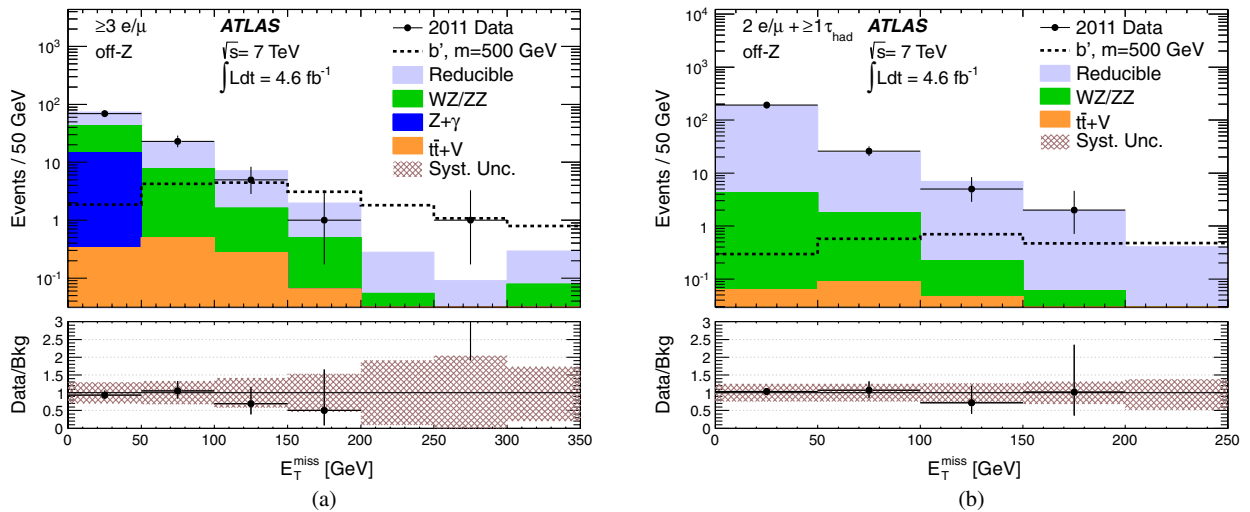 ≥3 e/μ
off-Z
ATLAS
√s= 7 TeV
∫Ldt = 4.6 fb⁻¹
2011 Data
b', m=500 GeV
Reducible
WZ/ZZ
Z+γ
tt̄+V
Syst. Unc.
Events / 50 GeV
10³
10²
10
1
10⁻¹
Data/Bkg
3
2.5
2
1.5
1
0.5
0
0 50 100 150 200 250 300 350
E_T^miss [GeV]
(a)
2 e/μ + ≥1τ_had
off-Z
ATLAS
√s= 7 TeV
∫Ldt = 4.6 fb⁻¹
2011 Data
b', m=500 GeV
Reducible
WZ/ZZ
tt̄+V
Syst. Unc.
Events / 50 GeV
10⁴
10³
10²
10
1
10⁻¹
Data/Bkg
3
2.5
2
1.5
1
0.5
0
0 50 100 150 200 250
E_T^miss [GeV]
(b)